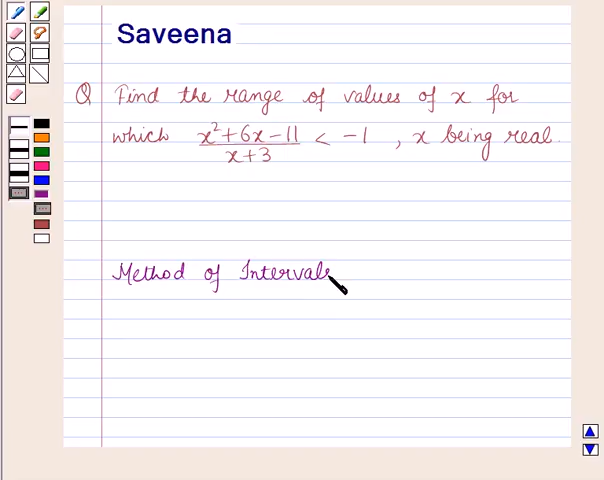 Saveena
Q Find the range of values of x for
which (x²+6x-11)/(x+3) < -1 , x being real.
Method of Intervals